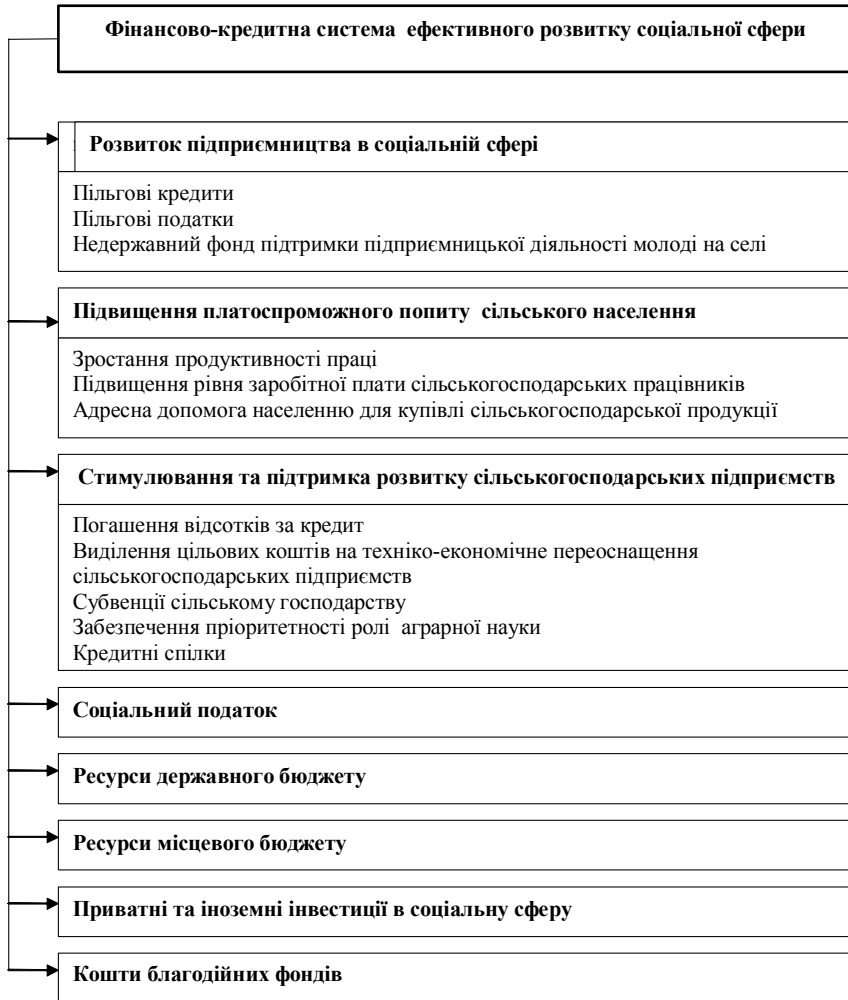 Фінансово-кредитна система ефективного розвитку соціальної сфери
Розвиток підприємництва в соціальній сфері
Пільгові кредити
Пільгові податки
Недержавний фонд підтримки підприємницької діяльності молоді на селі
Підвищення платоспроможного попиту сільського населення
Зростання продуктивності праці
Підвищення рівня заробітної плати сільськогосподарських працівників
Адресна допомога населенню для купівлі сільськогосподарської продукції
Стимулювання та підтримка розвитку сільськогосподарських підприємств
Погашення відсотків за кредит
Виділення цільових коштів на техніко-економічне переоснащення
сільськогосподарських підприємств
Субвенції сільському господарству
Забезпечення пріоритетності ролі аграрної науки
Кредитні спілки
Соціальний податок
Ресурси державного бюджету
Ресурси місцевого бюджету
Приватні та іноземні інвестиції в соціальну сферу
Кошти благодійних фондів